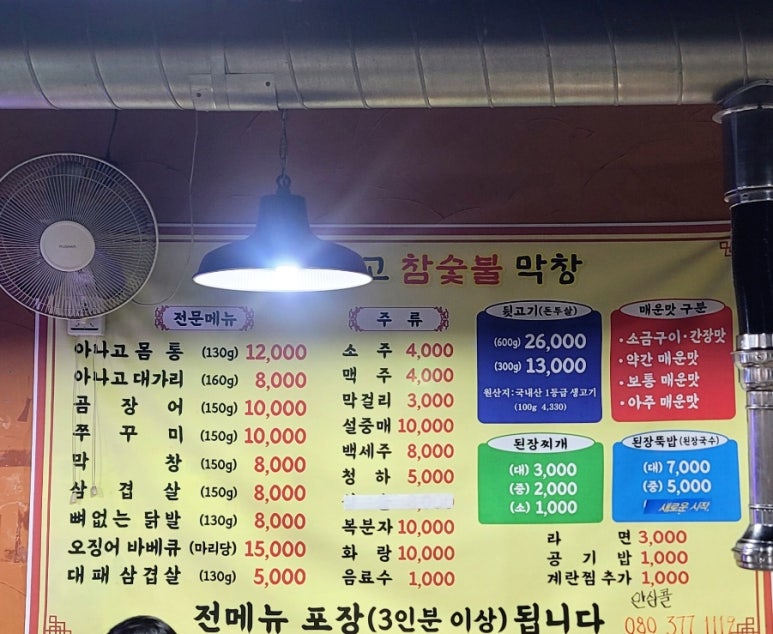 고 참숯불 막창
전문메뉴
아나고 몸통 (130g) 12,000
아나고 대가리 (160g) 8,000
곰장어 (150g) 10,000
쭈꾸미 (150g) 10,000
막창 (150g) 8,000
삼겹살 (150g) 8,000
뼈없는 닭발 (130g) 8,000
오징어 바베큐 (마리당) 15,000
대패 삼겹살 (130g) 5,000
주류
소주 4,000
맥주 4,000
막걸리 3,000
설중매 10,000
백세주 8,000
청하 5,000
복분자 10,000
화랑 10,000
음료수 1,000
뒷고기(돈두살)
(600g) 26,000
(300g) 13,000
원산지: 국내산 1등급 생고기
(100g 4,330)
매운맛 구분
• 소금구이 · 간장맛
• 약간 매운맛
• 보통 매운맛
• 아주 매운맛
된장찌개
(대) 3,000
(중) 2,000
(소) 1,000
된장뚝밥(된장국수)
(대) 7,000
(중) 5,000
새로운 시작
라면 3,000
공기밥 1,000
계란찜추가 1,000
안심콜
080 377 1119
전메뉴 포장(3인분 이상)됩니다